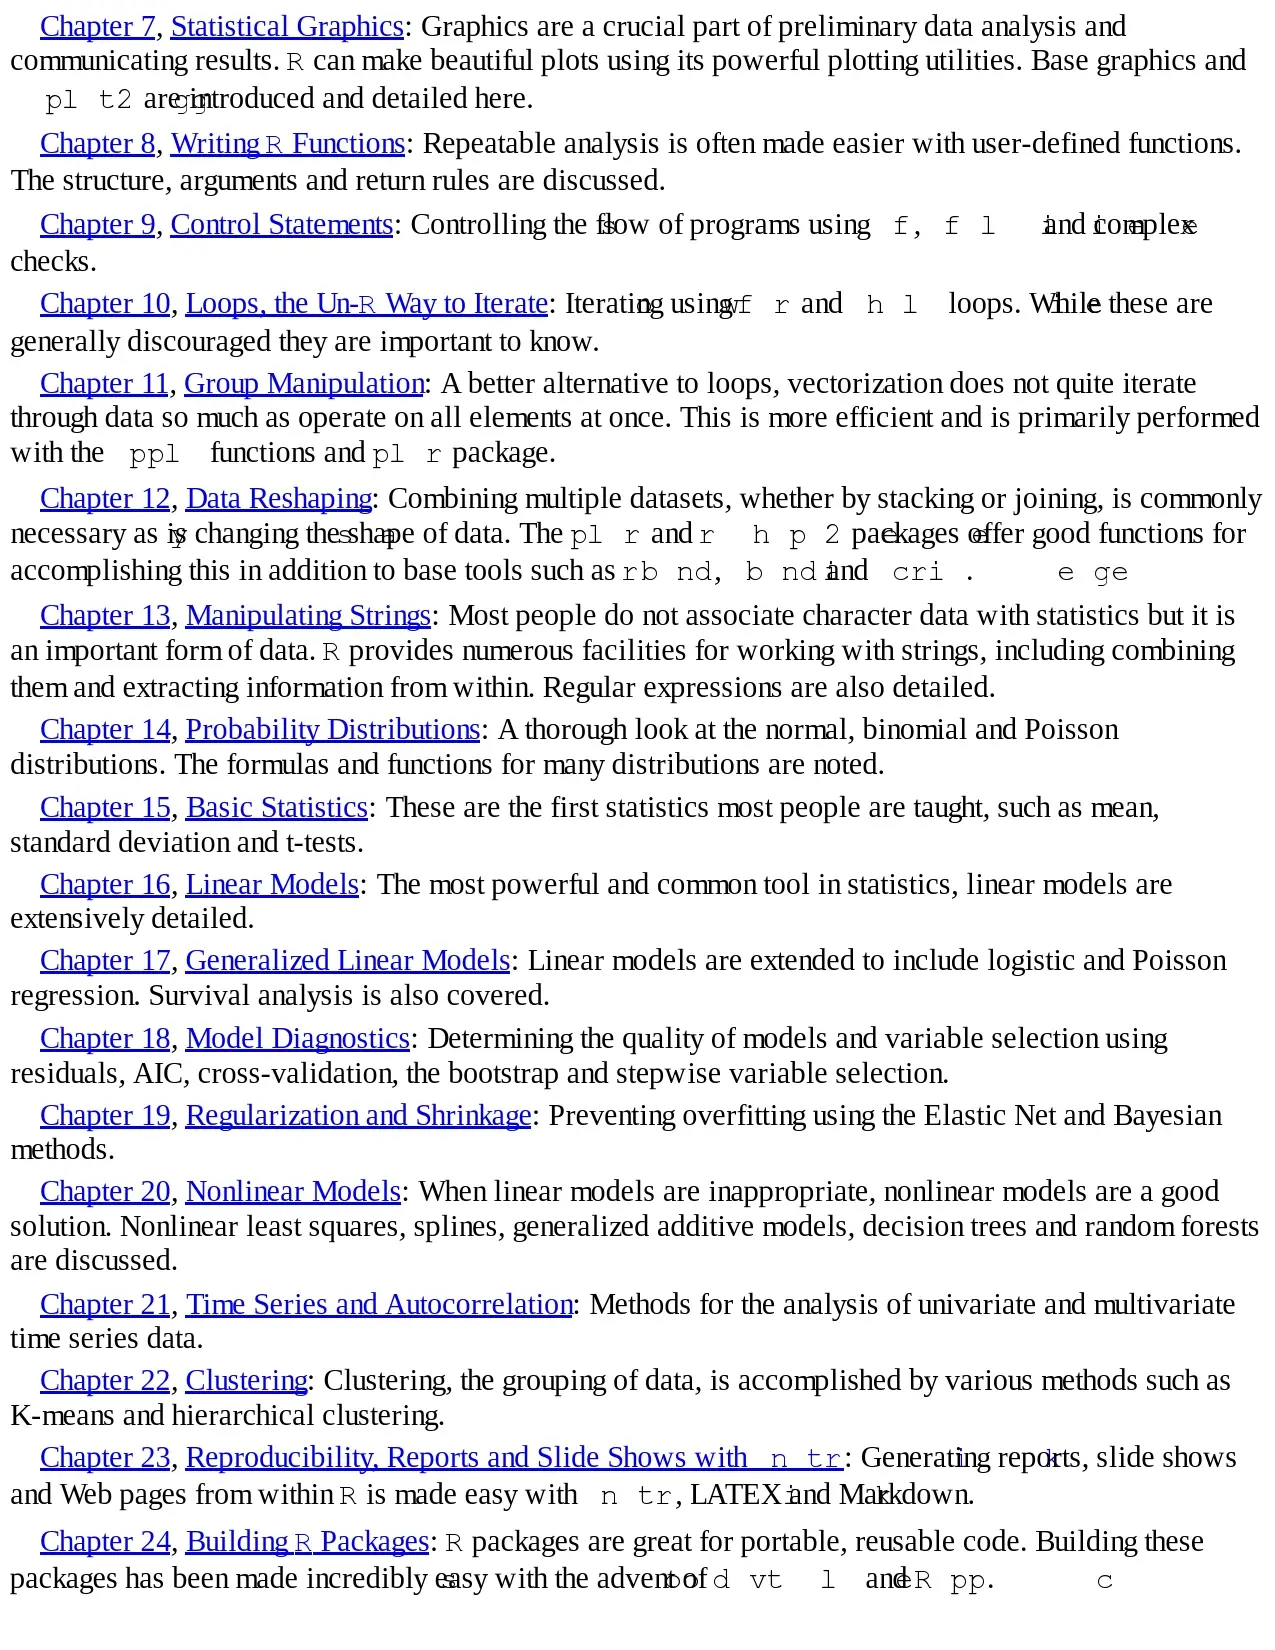 Chapter 7, Statistical Graphics: Graphics are a crucial part of preliminary data analysis and
communicating results. R can make beautiful plots using its powerful plotting utilities. Base graphics and
are introduced and detailed here.
Chapter 8, Writing R Functions: Repeatable analysis is often made easier with user-defined functions.
The structure, arguments and return rules are discussed.
Chapter 9, Control Statements: Controlling the flow of programs using and complex
checks.
Chapter 10, Loops, the Un-R Way to Iterate: Iterating using and loops. While these are
generally discouraged they are important to know.
Chapter 11, Group Manipulation: A better alternative to loops, vectorization does not quite iterate
through data so much as operate on all elements at once. This is more efficient and is primarily performed
with the functions and package.
Chapter 12, Data Reshaping: Combining multiple datasets, whether by stacking or joining, is commonly
necessary as is changing the shape of data. The and packages offer good functions for
accomplishing this in addition to base tools such as and
Chapter 13, Manipulating Strings: Most people do not associate character data with statistics but it is
an important form of data. R provides numerous facilities for working with strings, including combining
them and extracting information from within. Regular expressions are also detailed.
Chapter 14, Probability Distributions: A thorough look at the normal, binomial and Poisson
distributions. The formulas and functions for many distributions are noted.
Chapter 15, Basic Statistics: These are the first statistics most people are taught, such as mean,
standard deviation and t-tests.
Chapter 16, Linear Models: The most powerful and common tool in statistics, linear models are
extensively detailed.
Chapter 17, Generalized Linear Models: Linear models are extended to include logistic and Poisson
regression. Survival analysis is also covered.
Chapter 18, Model Diagnostics: Determining the quality of models and variable selection using
residuals, AIC, cross-validation, the bootstrap and stepwise variable selection.
Chapter 19, Regularization and Shrinkage: Preventing overfitting using the Elastic Net and Bayesian
methods.
Chapter 20, Nonlinear Models: When linear models are inappropriate, nonlinear models are a good
solution. Nonlinear least squares, splines, generalized additive models, decision trees and random forests
are discussed.
Chapter 21, Time Series and Autocorrelation: Methods for the analysis of univariate and multivariate
time series data.
Chapter 22, Clustering: Clustering, the grouping of data, is accomplished by various methods such as
K-means and hierarchical clustering.
Chapter 23, Reproducibility, Reports and Slide Shows with : Generating reports, slide shows
and Web pages from within R is made easy with , LATEX and Markdown.
Chapter 24, Building R Packages: R packages are great for portable, reusable code. Building these
packages has been made incredibly easy with the advent of and